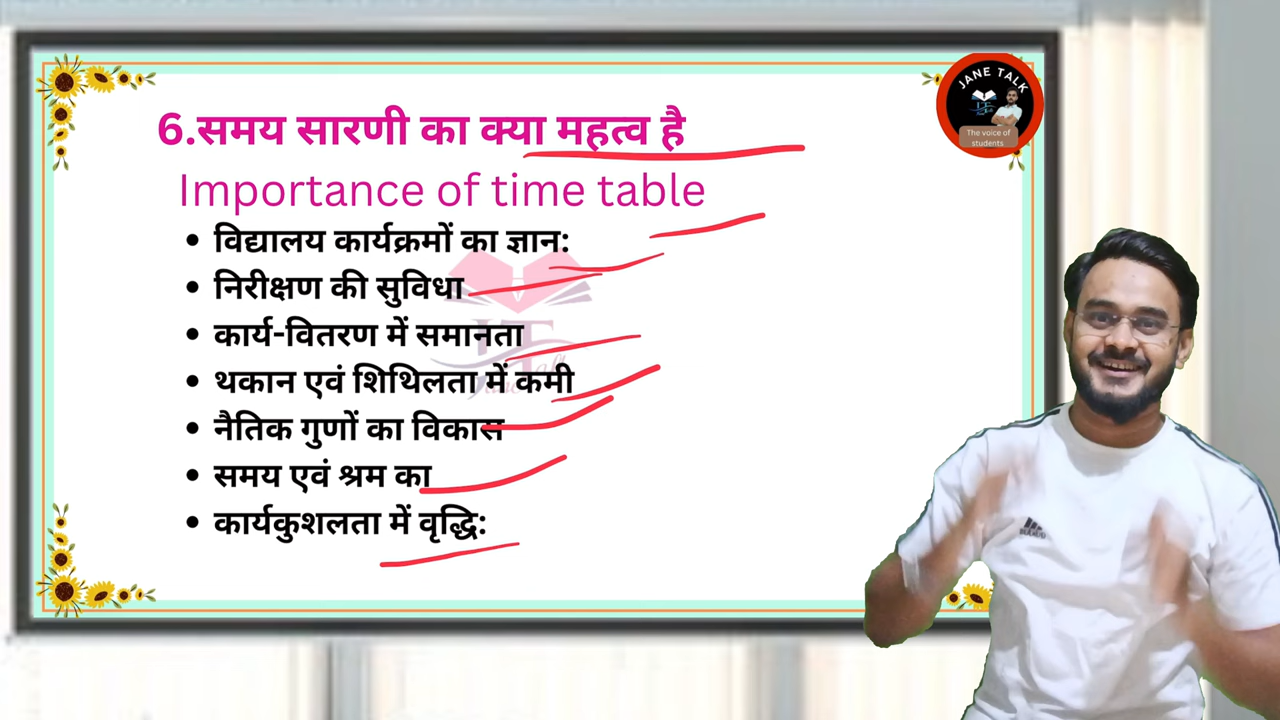 6.समय सारणी का क्या महत्व है
Importance of time table
• विद्यालय कार्यक्रमों का ज्ञान:
• निरीक्षण की सुविधा
• कार्य-वितरण में समानता
• थकान एवं शिथिलता में कमी
• नैतिक गुणों का विकास
• समय एवं श्रम का
• कार्यकुशलता में वृद्धि:
JANE TALK
The voice of
students